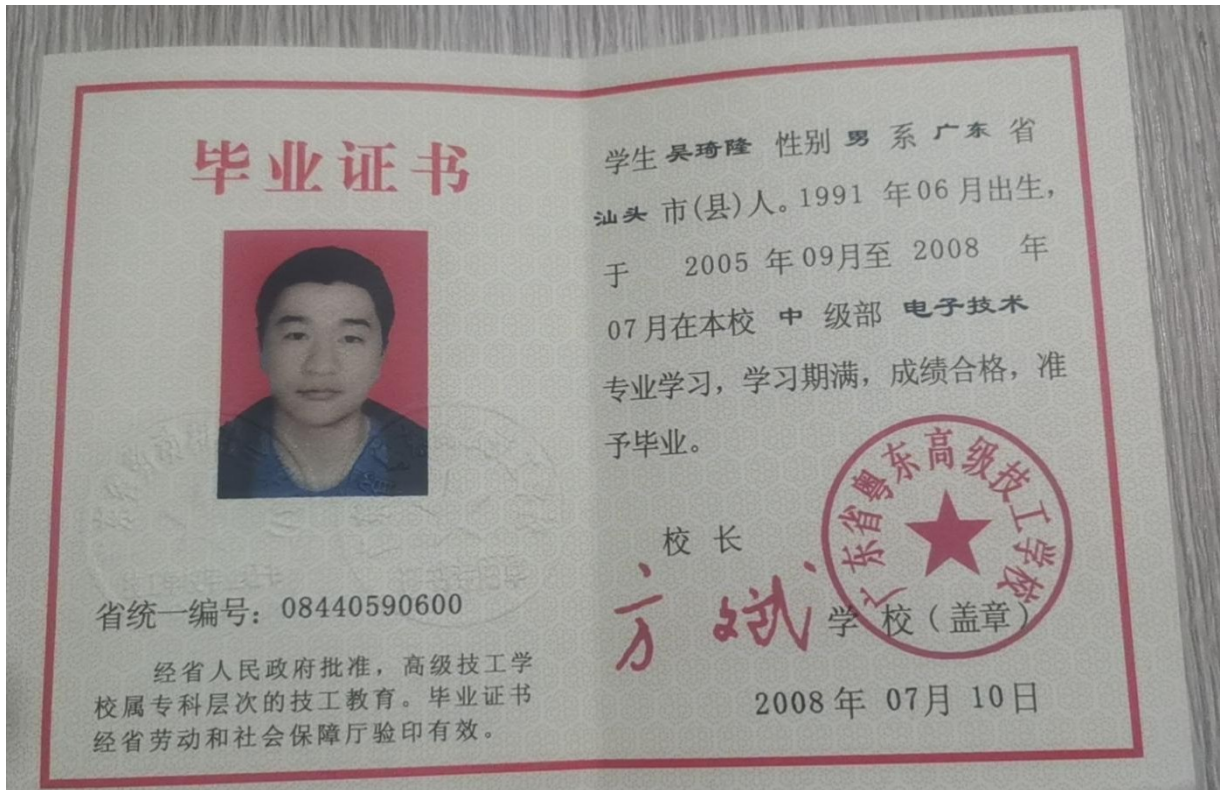 毕业证书
省统一编号：08440590600
经省人民政府批准，高级技工学
校属专科层次的技工教育。毕业证书
经省劳动和社会保障厅验印有效。
学生 吴琦隆 性别 男 系 广东 省
汕头 市(县)人。1991 年 06 月出生，
于 2005 年 09月至 2008 年
07 月在本校 中 级部 电子技术
专业学习，学习期满，成绩合格，准
予毕业。
校 长
方文斌
广东省粤东高级技工学校
学 校（盖章）
2008 年 07月 10日